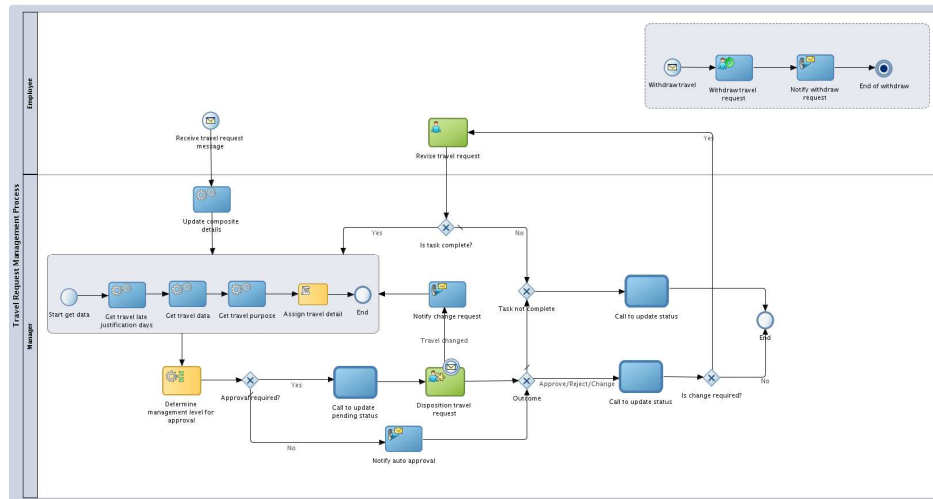 Travel Request Management Process
Employee
Manager
Withdraw travel
Withdraw travel
request
Notify withdraw
request
End of withdraw
Receive travel request
message
Revise travel request
Yes
Update composite
details
Yes
Is task complete?
No
Start get data
Get travel late
justification days
Get travel data
Get travel purpose
Assign travel detail
End
Notify change request
Travel changed
Task not complete
Call to update status
End
Determine
management level for
approval
Approval required?
Yes
Call to update
pending status
Disposition travel
request
Outcome
Approve/Reject/Change
Call to update status
Is change required?
No
No
Notify auto approval